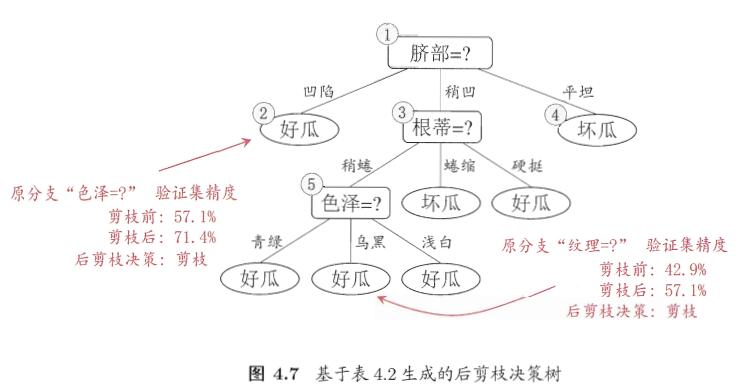 ① 脐部=?
凹陷 稍凹 平坦
② 好瓜 ③ 根蒂=? ④ 坏瓜
稍蜷 蜷缩 硬挺
原分支“色泽=?” 验证集精度
剪枝前: 57.1%
剪枝后: 71.4%
后剪枝决策: 剪枝
⑤ 色泽=? 坏瓜 好瓜
青绿 乌黑 浅白
好瓜 好瓜 好瓜
原分支“纹理=?” 验证集精度
剪枝前: 42.9%
剪枝后: 57.1%
后剪枝决策: 剪枝
图 4.7 基于表 4.2 生成的后剪枝决策树